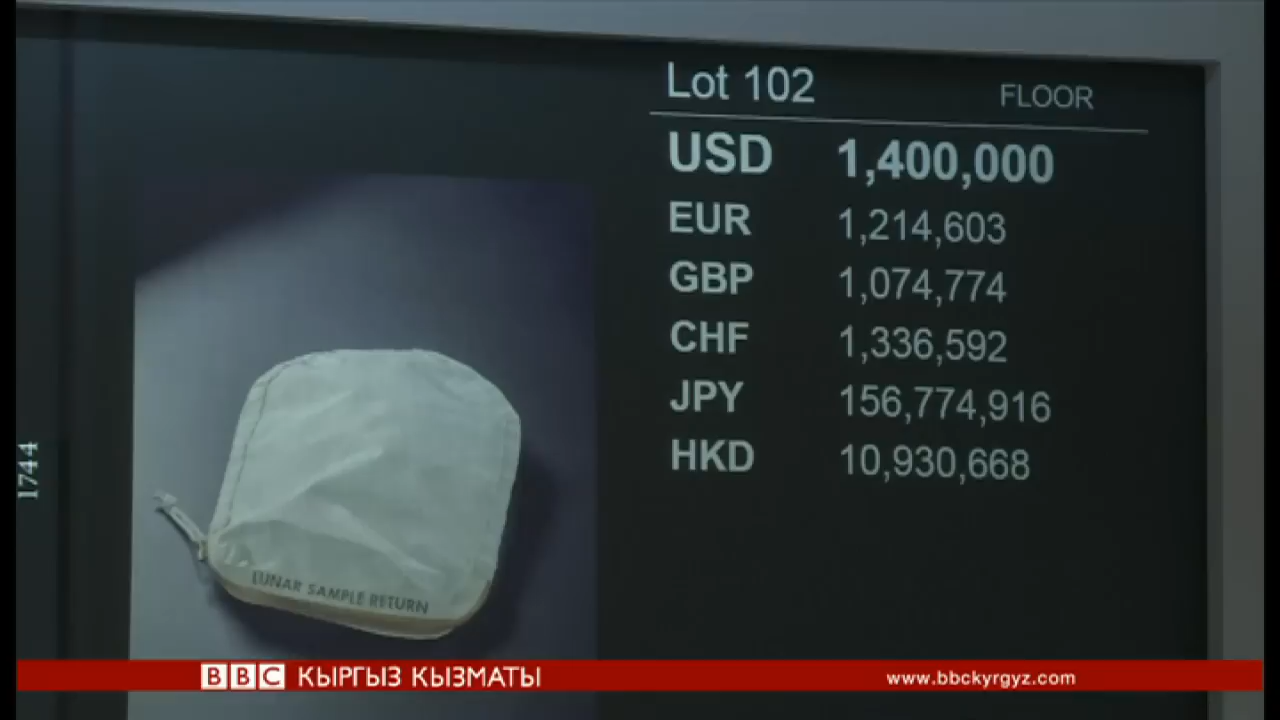 Lot 102 FLOOR
USD 1,400,000
EUR 1,214,603
GBP 1,074,774
CHF 1,336,592
JPY 156,774,916
HKD 10,930,668
1744
LUNAR SAMPLE RETURN
BBC КЫРГЫЗ КЫЗМАТЫ www.bbckyrgyz.com